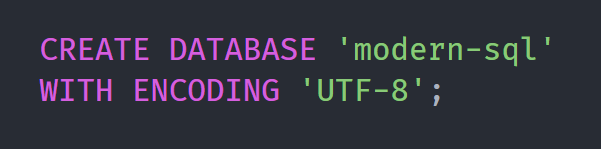 CREATE DATABASE 'modern-sql'
WITH ENCODING 'UTF-8';